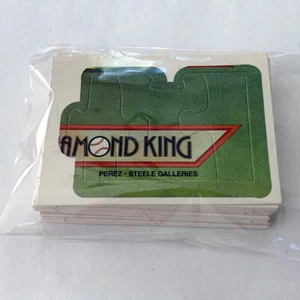 AMOND KING
PEREZ - STEELE GALLERIES